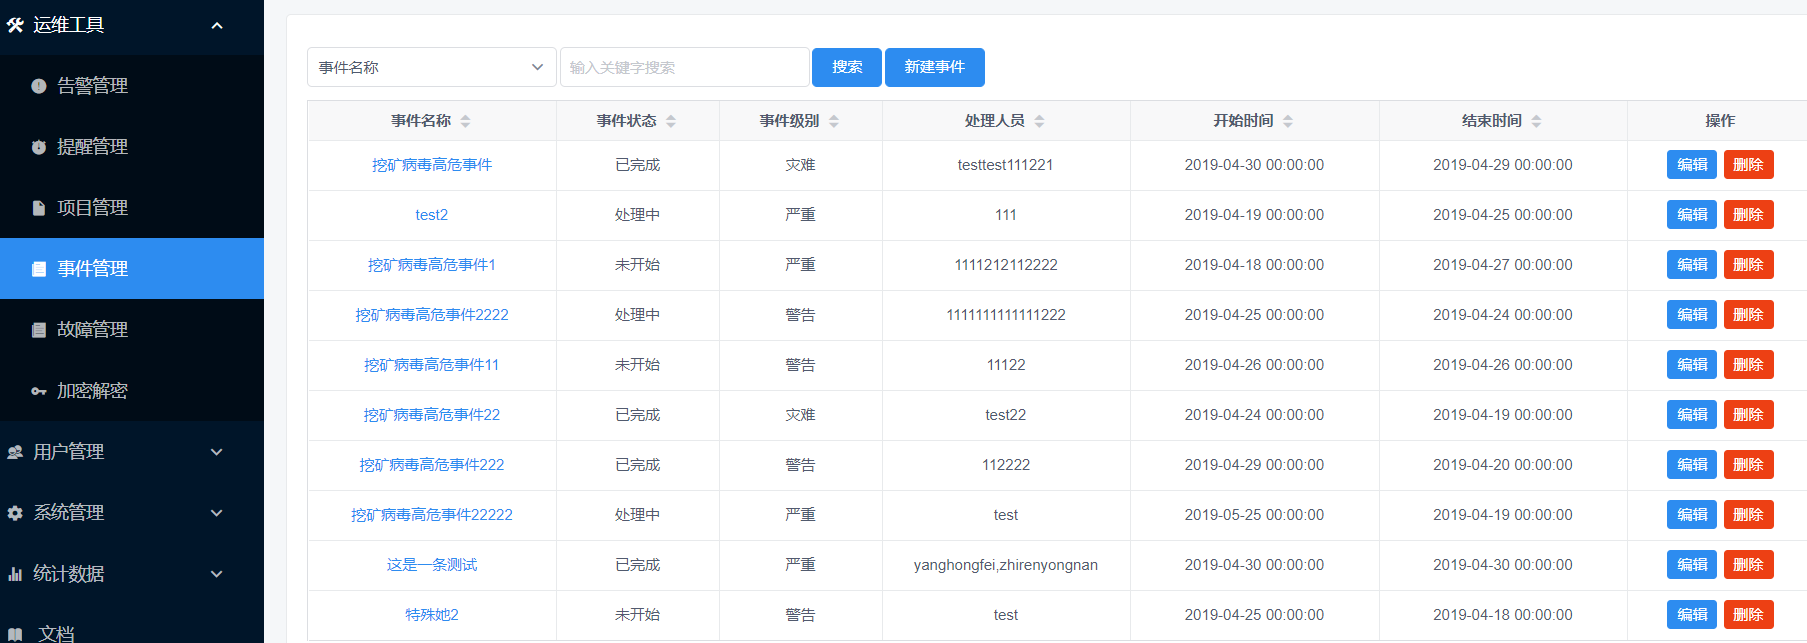 运维工具
告警管理
提醒管理
项目管理
事件管理
故障管理
加密解密
用户管理
系统管理
统计数据
文档
事件名称 输入关键字搜索 搜索 新建事件
事件名称 事件状态 事件级别 处理人员 开始时间 结束时间 操作
挖矿病毒高危事件 已完成 灾难 testtest111221 2019-04-30 00:00:00 2019-04-29 00:00:00 编辑 删除
test2 处理中 严重 111 2019-04-19 00:00:00 2019-04-25 00:00:00 编辑 删除
挖矿病毒高危事件1 未开始 严重 1111212112222 2019-04-18 00:00:00 2019-04-27 00:00:00 编辑 删除
挖矿病毒高危事件2222 处理中 警告 1111111111111222 2019-04-25 00:00:00 2019-04-24 00:00:00 编辑 删除
挖矿病毒高危事件11 未开始 警告 11122 2019-04-26 00:00:00 2019-04-26 00:00:00 编辑 删除
挖矿病毒高危事件22 已完成 灾难 test22 2019-04-24 00:00:00 2019-04-19 00:00:00 编辑 删除
挖矿病毒高危事件222 已完成 警告 112222 2019-04-29 00:00:00 2019-04-20 00:00:00 编辑 删除
挖矿病毒高危事件22222 处理中 严重 test 2019-05-25 00:00:00 2019-04-19 00:00:00 编辑 删除
这是一条测试 已完成 严重 yanghongfei,zhirenyongnan 2019-04-30 00:00:00 2019-04-30 00:00:00 编辑 删除
特殊她2 未开始 警告 test 2019-04-25 00:00:00 2019-04-18 00:00:00 编辑 删除